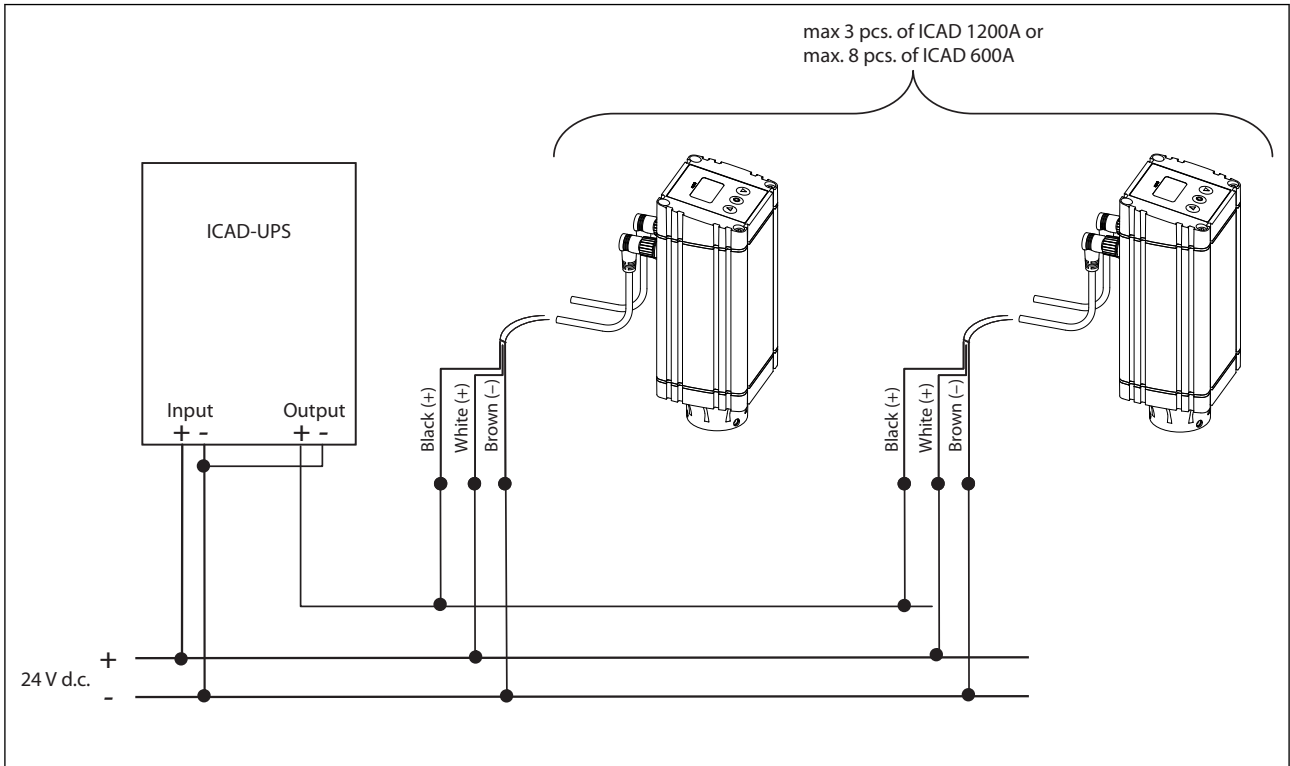 max 3 pcs. of ICAD 1200A or
max. 8 pcs. of ICAD 600A
ICAD-UPS
Input
Output
+ -
+ -
Black (+)
White (+)
Brown (–)
Black (+)
White (+)
Brown (–)
+
24 V d.c.
-